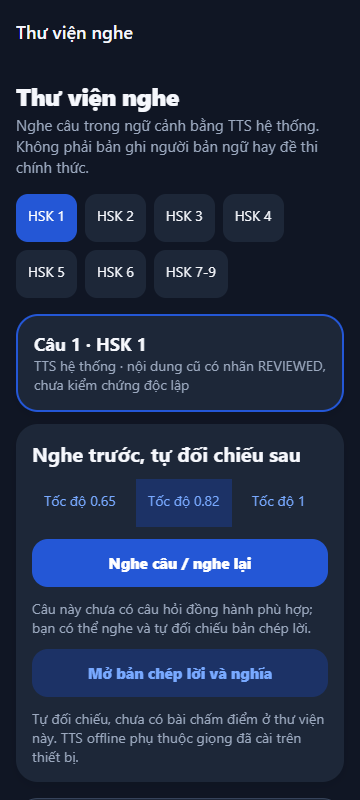 Thư viện nghe
Thư viện nghe
Nghe câu trong ngữ cảnh bằng TTS hệ thống.
Không phải bản ghi người bản ngữ hay đề thi
chính thức.
HSK 1 HSK 2 HSK 3 HSK 4
HSK 5 HSK 6 HSK 7-9
Câu 1 · HSK 1
TTS hệ thống · nội dung cũ có nhãn REVIEWED,
chưa kiểm chứng độc lập
Nghe trước, tự đối chiếu sau
Tốc độ 0.65 Tốc độ 0.82 Tốc độ 1
Nghe câu / nghe lại
Câu này chưa có câu hỏi đồng hành phù hợp;
bạn có thể nghe và tự đối chiếu bản chép lời.
Mở bản chép lời và nghĩa
Tự đối chiếu, chưa có bài chấm điểm ở thư viện
này. TTS offline phụ thuộc giọng đã cài trên
thiết bị.